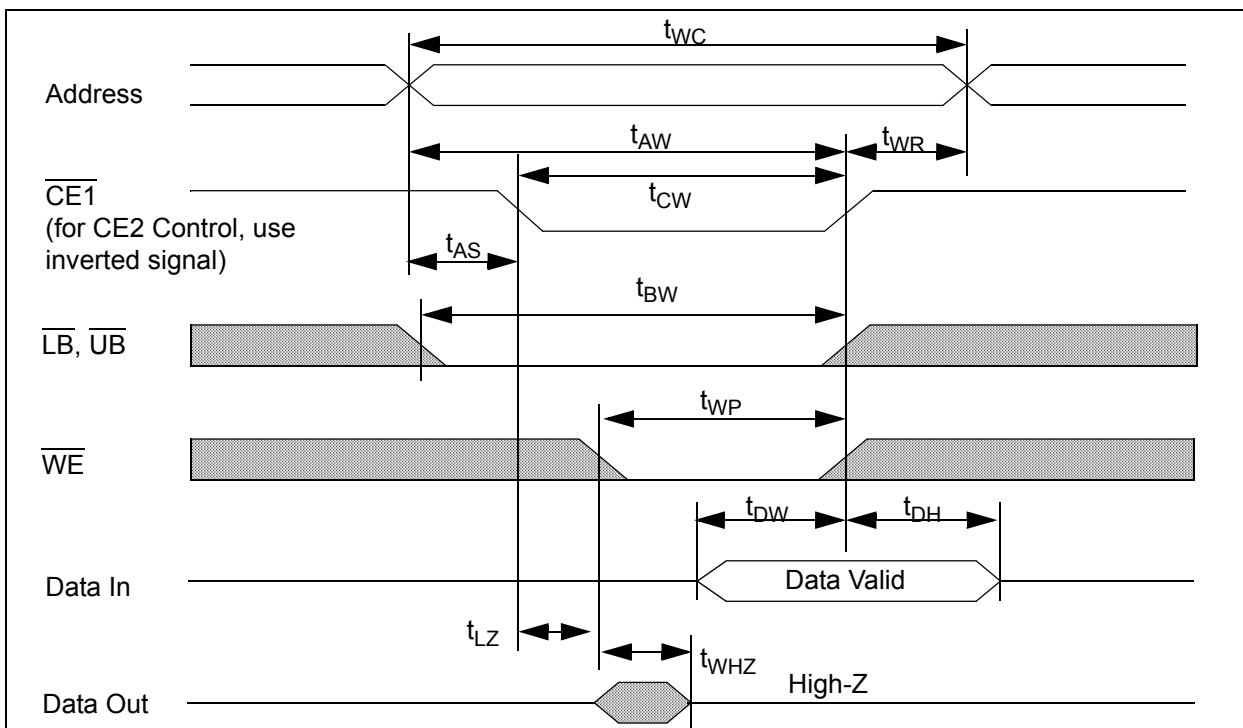 tWC
Address
tAW
tWR
CE1
(for CE2 Control, use
inverted signal)
tCW
tAS
tBW
LB, UB
tWP
WE
tDW
tDH
Data In
Data Valid
tLZ
tWHZ
High-Z
Data Out